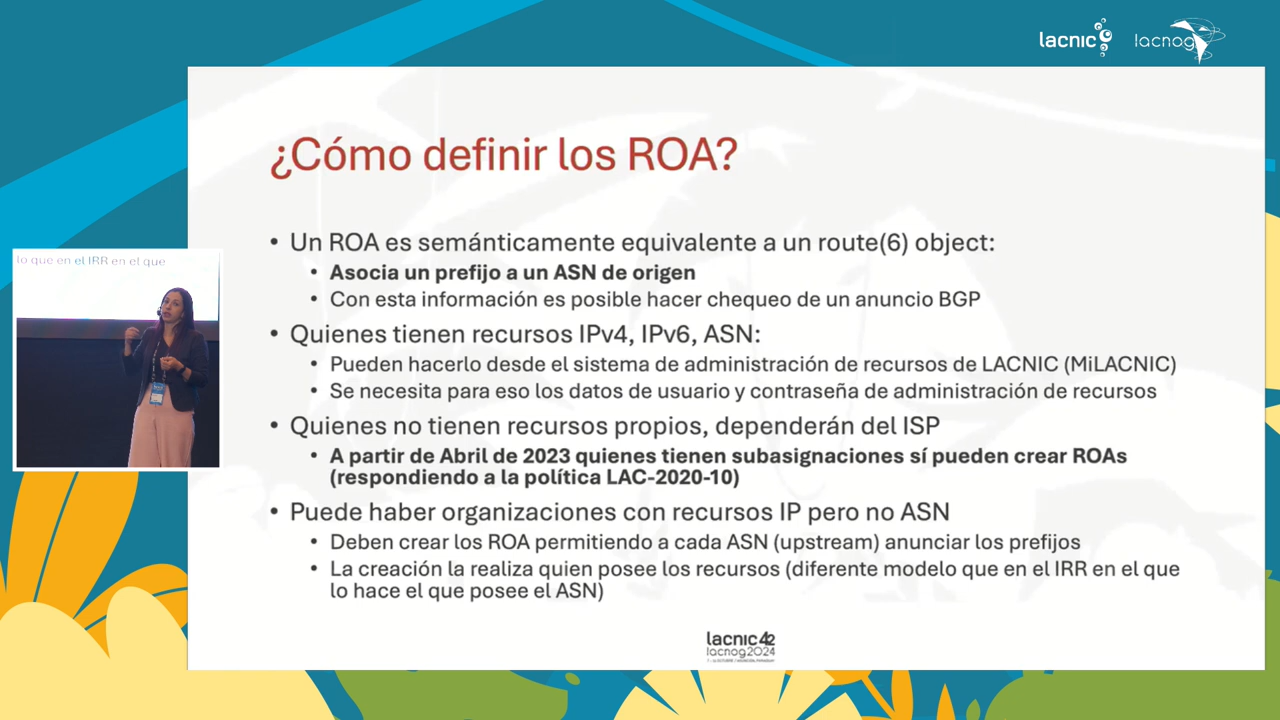 lacnic
lacnog
¿Cómo definir los ROA?
• Un ROA es semánticamente equivalente a un route(6) object:
• Asocia un prefijo a un ASN de origen
• Con esta información es posible hacer chequeo de un anuncio BGP
• Quienes tienen recursos IPv4, IPv6, ASN:
• Pueden hacerlo desde el sistema de administración de recursos de LACNIC (MiLACNIC)
• Se necesita para eso los datos de usuario y contraseña de administración de recursos
• Quienes no tienen recursos propios, dependerán del ISP
• A partir de Abril de 2023 quienes tienen subasignaciones sí pueden crear ROAs
(respondiendo a la política LAC-2020-10)
• Puede haber organizaciones con recursos IP pero no ASN
• Deben crear los ROA permitiendo a cada ASN (upstream) anunciar los prefijos
• La creación la realiza quien posee los recursos (diferente modelo que en el IRR en el que
lo hace el que posee el ASN)
lo que en el IRR en el que
lacnic 42
lacnog2024